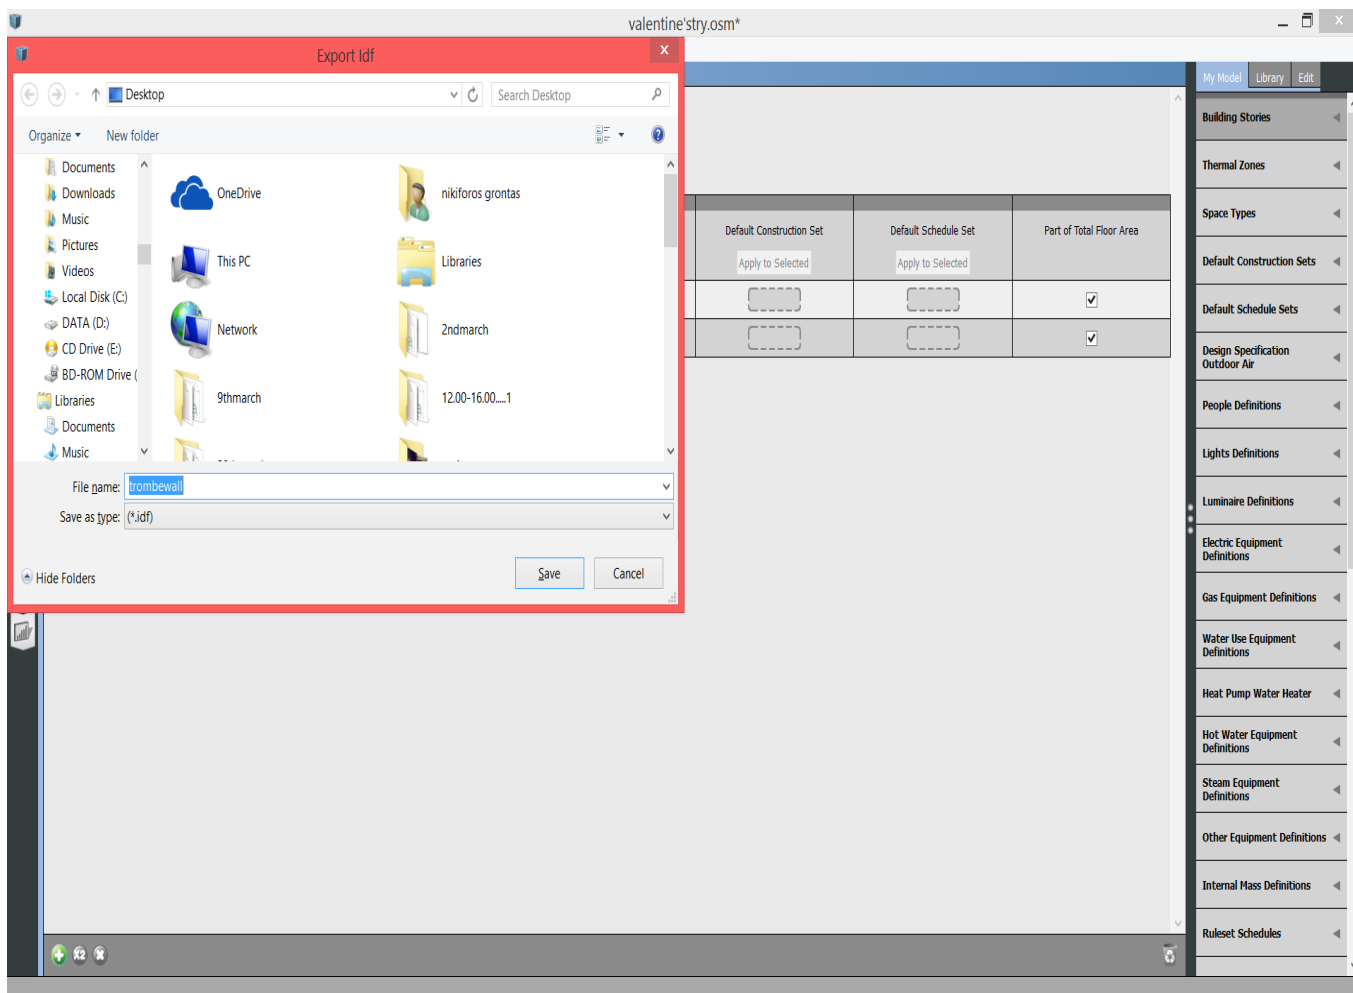 valentine'stry.osm*
Export Idf
Desktop
Search Desktop
Organize
New folder
Documents
Downloads
Music
Pictures
Videos
Local Disk (C:)
DATA (D:)
CD Drive (E:)
BD-ROM Drive (
Libraries
Documents
Music
OneDrive
nikiforos grontas
This PC
Libraries
Network
2ndmarch
9thmarch
12.00-16.00.....1
File name: trombewall
Save as type: (*.idf)
Hide Folders
Save
Cancel
Default Construction Set
Default Schedule Set
Part of Total Floor Area
Apply to Selected
Apply to Selected
My Model
Library
Edit
Building Stories
Thermal Zones
Space Types
Default Construction Sets
Default Schedule Sets
Design Specification
Outdoor Air
People Definitions
Lights Definitions
Luminaire Definitions
Electric Equipment
Definitions
Gas Equipment Definitions
Water Use Equipment
Definitions
Heat Pump Water Heater
Hot Water Equipment
Definitions
Steam Equipment
Definitions
Other Equipment Definitions
Internal Mass Definitions
Ruleset Schedules
X2